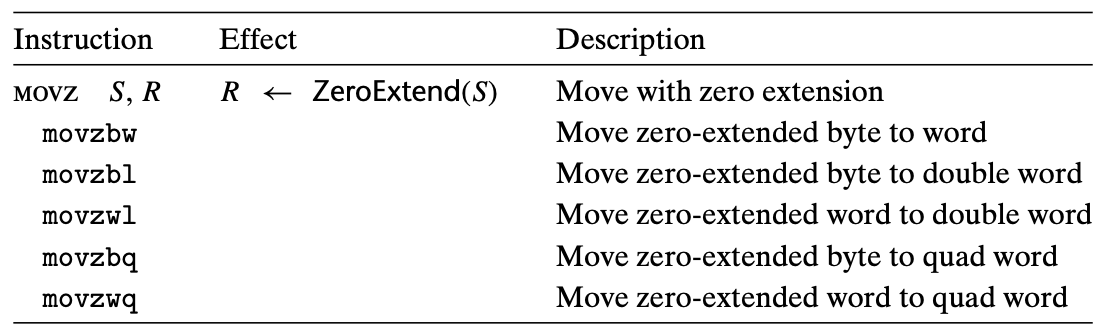 Instruction Effect Description
MOVZ S, R R ← ZeroExtend(S) Move with zero extension
movzbw Move zero-extended byte to word
movzbl Move zero-extended byte to double word
movzwl Move zero-extended word to double word
movzbq Move zero-extended byte to quad word
movzwq Move zero-extended word to quad word